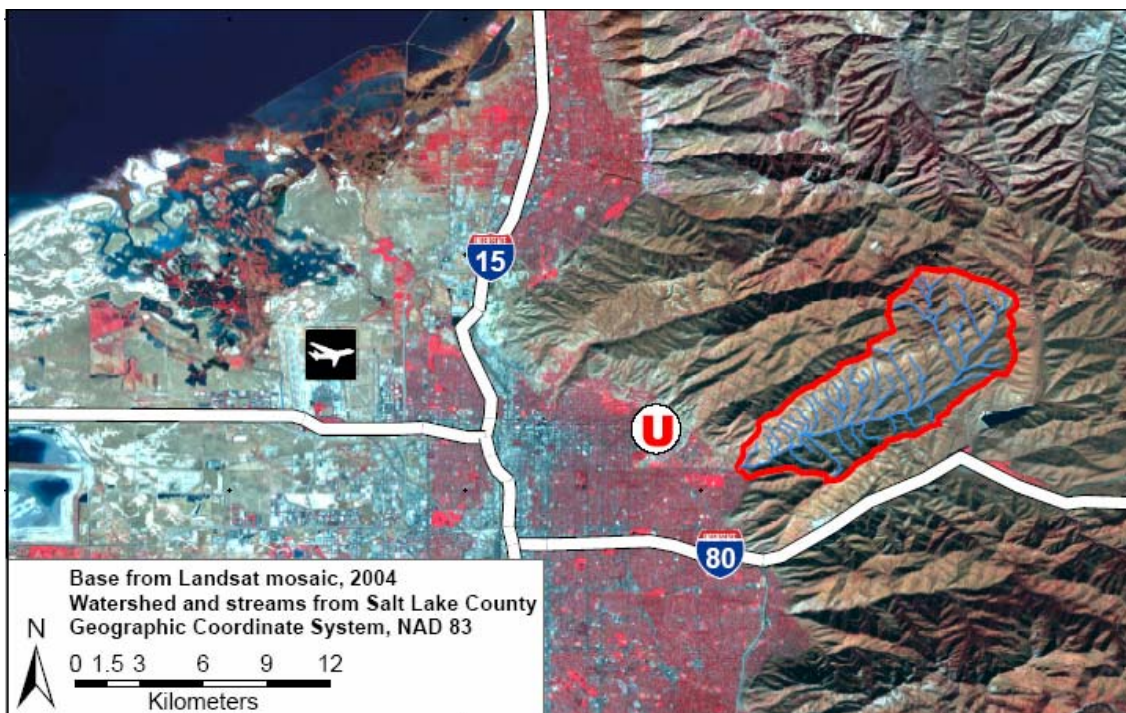 15
U
80
Base from Landsat mosaic, 2004
Watershed and streams from Salt Lake County
Geographic Coordinate System, NAD 83
N
0 1.5 3 6 9 12
Kilometers